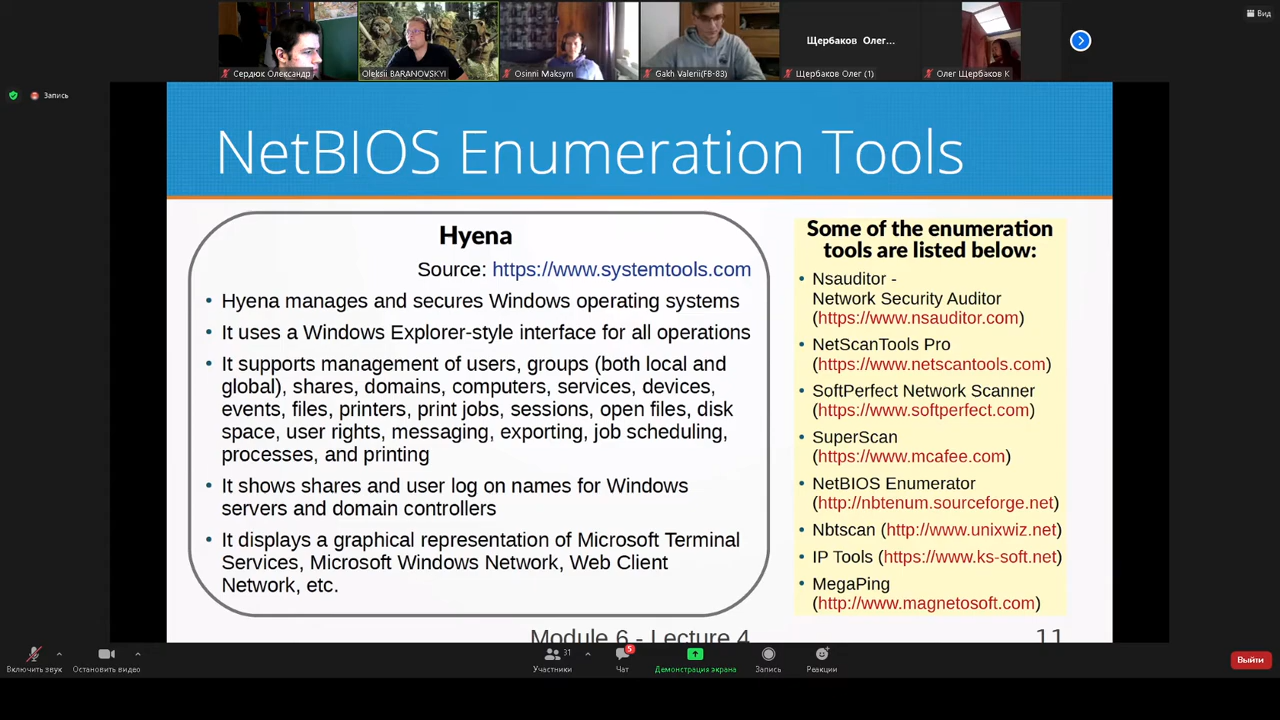 Щербаков Олег...
Вид
Сердюк Олександр
Oleksii BARANOVSKYI
Osinni Maksym
Gakh Valerii(FB-83)
Щербаков Олег (1)
Олег Щербаков К
Запись
NetBIOS Enumeration Tools
Hyena
Source: https://www.systemtools.com
• Hyena manages and secures Windows operating systems
• It uses a Windows Explorer-style interface for all operations
• It supports management of users, groups (both local and
global), shares, domains, computers, services, devices,
events, files, printers, print jobs, sessions, open files, disk
space, user rights, messaging, exporting, job scheduling,
processes, and printing
• It shows shares and user log on names for Windows
servers and domain controllers
• It displays a graphical representation of Microsoft Terminal
Services, Microsoft Windows Network, Web Client
Network, etc.
Some of the enumeration
tools are listed below:
• Nsauditor -
Network Security Auditor
(https://www.nsauditor.com)
• NetScanTools Pro
(https://www.netscantools.com)
• SoftPerfect Network Scanner
(https://www.softperfect.com)
• SuperScan
(https://www.mcafee.com)
• NetBIOS Enumerator
(http://nbtenum.sourceforge.net)
• Nbtscan (http://www.unixwiz.net)
• IP Tools (https://www.ks-soft.net)
• MegaPing
(http://www.magnetosoft.com)
Module 6 - Lecture 4
11
Включить звук
Остановить видео
31
Участники
5
Чат
Демонстрация экрана
Запись
Реакции
Выйти